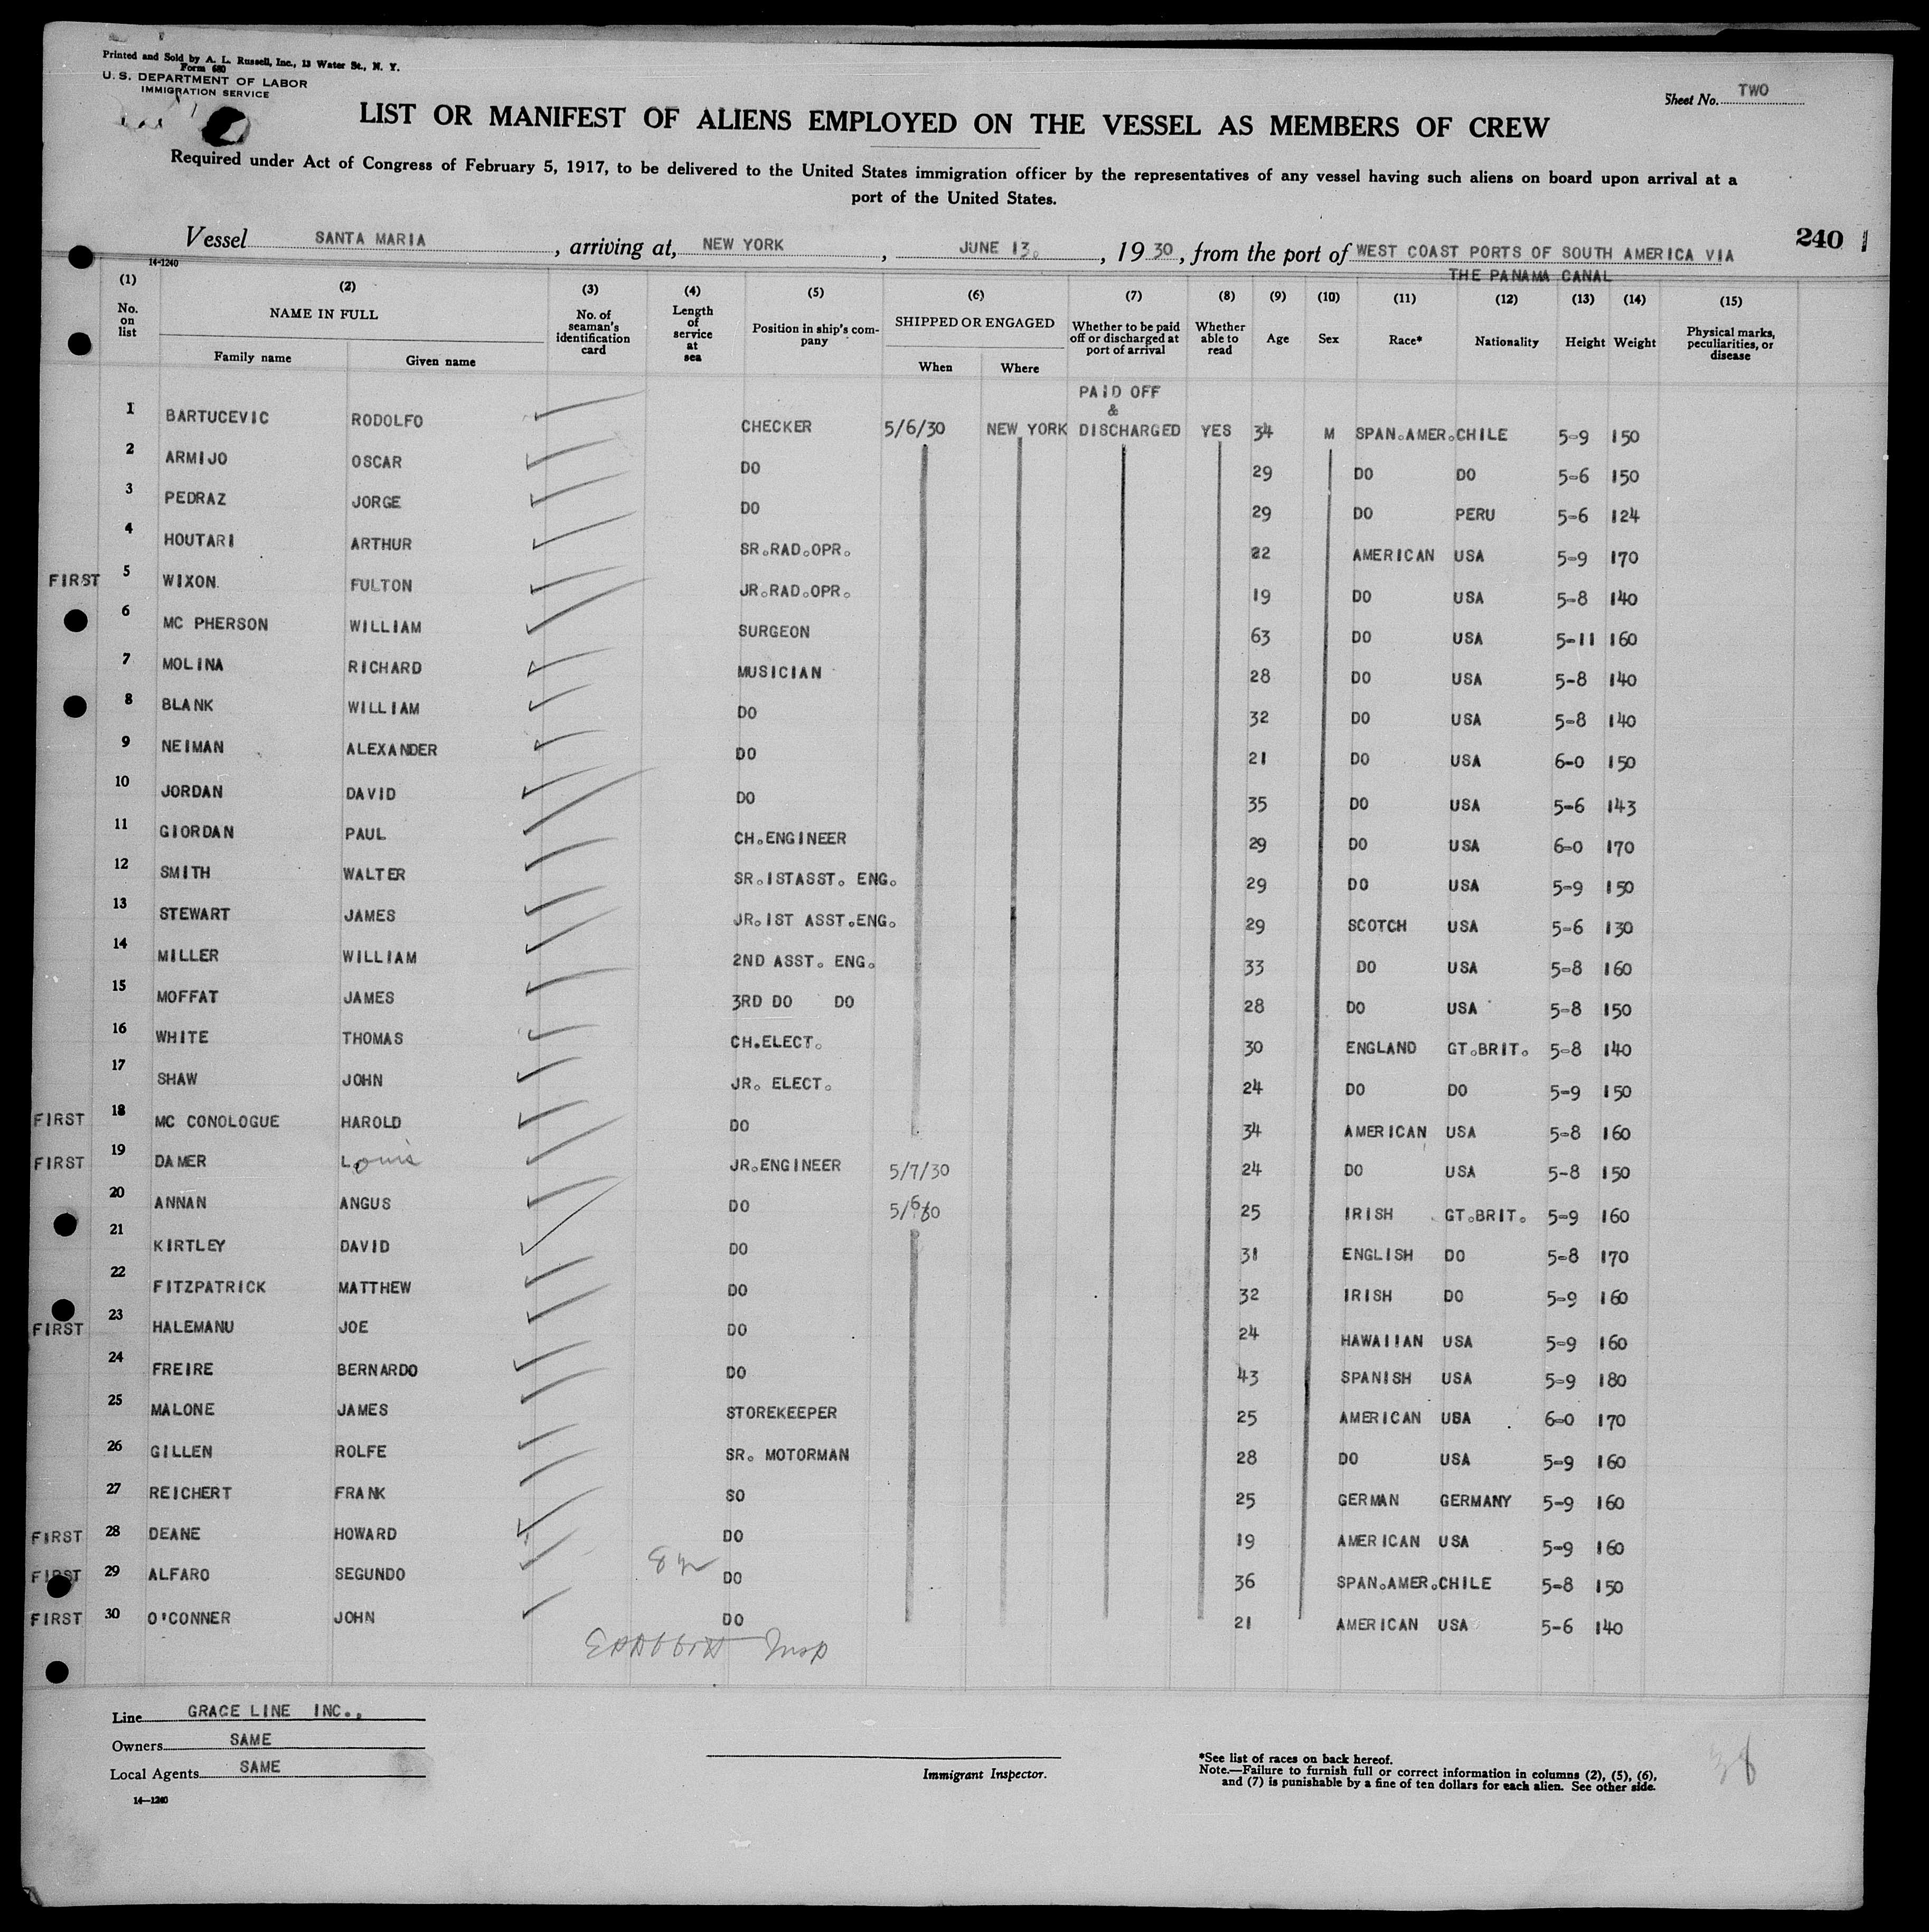 Printed and Sold by A. L. Russell, Inc., 13 Water St., N. Y.
Form 680
U. S. DEPARTMENT OF LABOR
IMMIGRATION SERVICE
Sheet No. TWO
LIST OR MANIFEST OF ALIENS EMPLOYED ON THE VESSEL AS MEMBERS OF CREW
Required under Act of Congress of February 5, 1917, to be delivered to the United States immigration officer by the representatives of any vessel having such aliens on board upon arrival at a
port of the United States.
Vessel SANTA MARIA, arriving at, NEW YORK, JUNE 13., 19 30, from the port of WEST COAST PORTS OF SOUTH AMERICA VIA
THE PANAMA CANAL
240 1
14-1240
(1) (2) (3) (4) (5) (6) (7) (8) (9) (10) (11) (12) (13) (14) (15)
No. on list NAME IN FULL Family name Given name No. of seaman's identification card Length of service at sea Position in ship's company SHIPPED OR ENGAGED When Where Whether to be paid off or discharged at port of arrival Whether able to read Age Sex Race* Nationality Height Weight Physical marks, peculiarities, or disease
PAID OFF
&
1 BARTUCEVIC RODOLFO CHECKER 5/6/30 NEW YORK DISCHARGED YES 34 M SPAN.AMER.CHILE 5-9 150
2 ARMIJO OSCAR DO 29 DO DO 5-6 150
3 PEDRAZ JORGE DO 29 DO PERU 5-6 124
4 HOUTARI ARTHUR SR.RAD.OPR. 22 AMERICAN USA 5-9 170
FIRST 5 WIXON FULTON JR.RAD.OPR. 19 DO USA 5-8 140
6 MC PHERSON WILLIAM SURGEON 63 DO USA 5-11 160
7 MOLINA RICHARD MUSICIAN 28 DO USA 5-8 140
8 BLANK WILLIAM DO 32 DO USA 5-8 140
9 NEIMAN ALEXANDER DO 21 DO USA 6-0 150
10 JORDAN DAVID DO 35 DO USA 5-6 143
11 GIORDAN PAUL CH.ENGINEER 29 DO USA 6-0 170
12 SMITH WALTER SR.ISTASST. ENG. 29 DO USA 5-9 150
13 STEWART JAMES JR.IST ASST.ENG. 29 SCOTCH USA 5-6 130
14 MILLER WILLIAM 2ND ASST. ENG. 33 DO USA 5-8 160
15 MOFFAT JAMES 3RD DO DO 28 DO USA 5-8 150
16 WHITE THOMAS CH.ELECT. 30 ENGLAND GT.BRIT. 5-8 140
17 SHAW JOHN JR. ELECT. 24 DO DO 5-9 150
FIRST 18 MC CONOLOGUE HAROLD DO 34 AMERICAN USA 5-8 160
FIRST 19 DAMER Louis JR.ENGINEER 5/7/30 24 DO USA 5-8 150
20 ANNAN ANGUS DO 5/6/30 25 IRISH GT.BRIT. 5-9 160
21 KIRTLEY DAVID DO 31 ENGLISH DO 5-8 170
22 FITZPATRICK MATTHEW DO 32 IRISH DO 5-9 160
FIRST 23 HALEMANU JOE DO 24 HAWAIIAN USA 5-9 160
24 FREIRE BERNARDO DO 43 SPANISH USA 5-9 180
25 MALONE JAMES STOREKEEPER 25 AMERICAN USA 6-0 170
26 GILLEN ROLFE SR. MOTORMAN 28 DO USA 5-9 160
27 REICHERT FRANK SO 25 GERMAN GERMANY 5-9 160
FIRST 28 DEANE HOWARD DO 19 AMERICAN USA 5-9 160
FIRST 29 ALFARO SEGUNDO DO 36 SPAN.AMER.CHILE 5-8 150
FIRST 30 O'CONNER JOHN DO 21 AMERICAN USA 5-6 140
Insp
Line GRACE LINE INC.,
Owners SAME
Local Agents SAME
14—1240
Immigrant Inspector.
*See list of races on back hereof.
Note.—Failure to furnish full or correct information in columns (2), (5), (6),
and (7) is punishable by a fine of ten dollars for each alien. See other side.
38